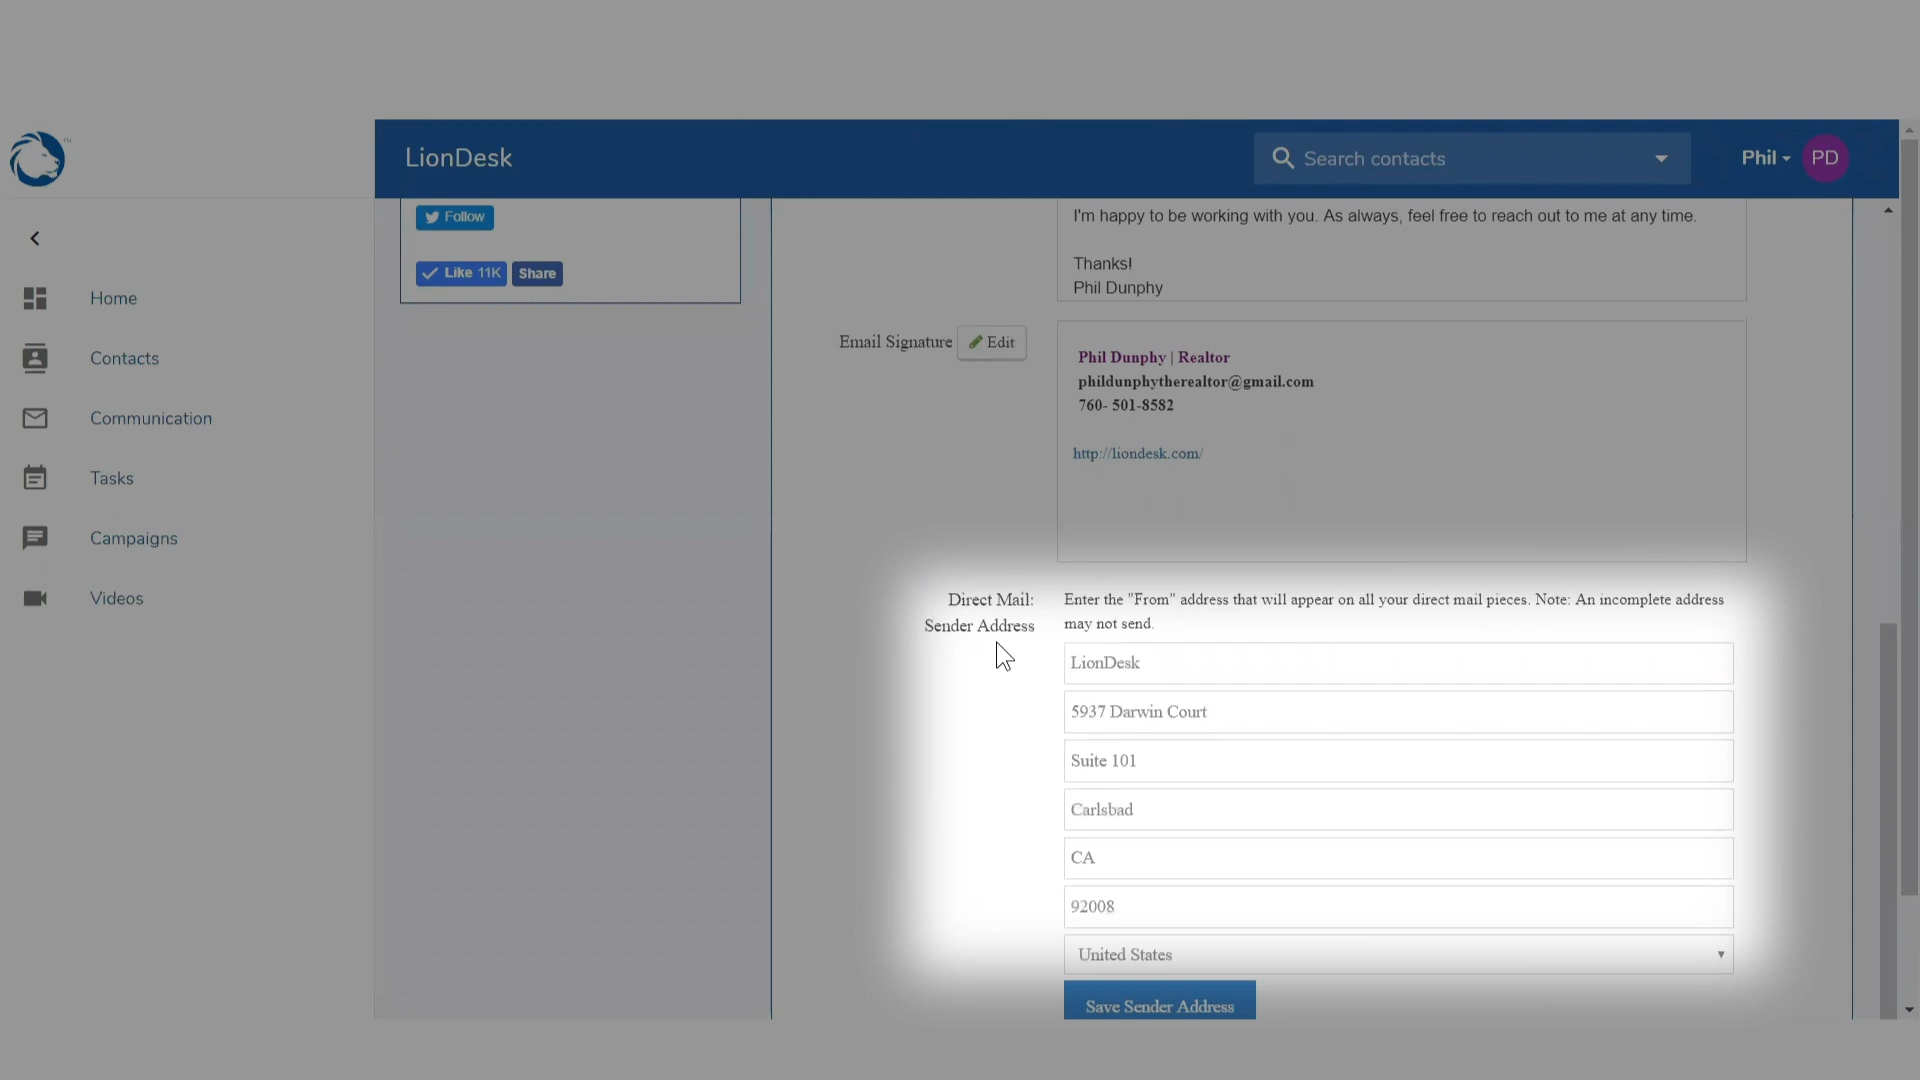 TM
LionDesk
Search contacts
Phil
PD
Home
Contacts
Communication
Tasks
Campaigns
Videos
Follow
Like 11K
Share
I'm happy to be working with you. As always, feel free to reach out to me at any time.
Thanks!
Phil Dunphy
Email Signature
Edit
Phil Dunphy | Realtor
phildunphytherealtor@gmail.com
760- 501-8582
http://liondesk.com/
Direct Mail:
Sender Address
Enter the "From" address that will appear on all your direct mail pieces. Note: An incomplete address
may not send.
LionDesk
5937 Darwin Court
Suite 101
Carlsbad
CA
92008
United States
Save Sender Address